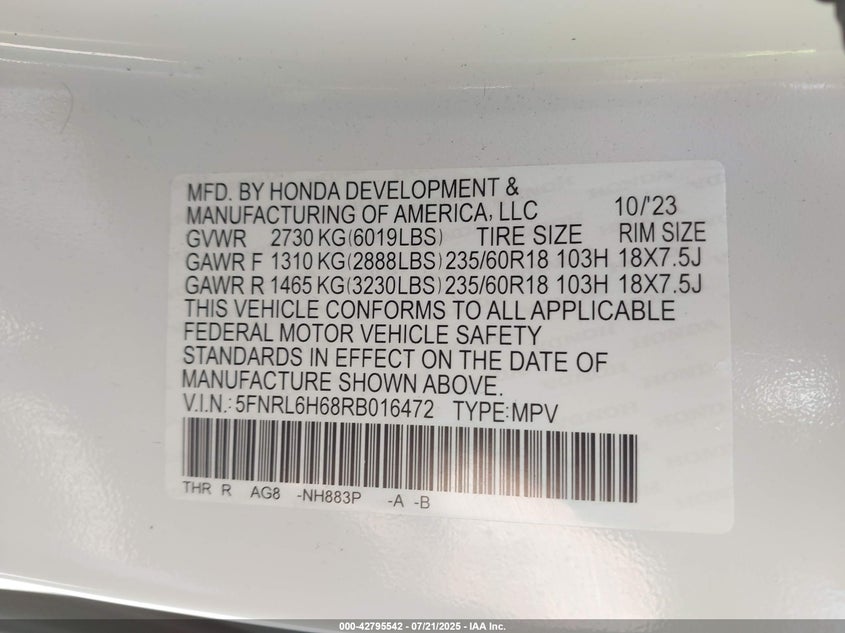 MFD. BY HONDA DEVELOPMENT &
MANUFACTURING OF AMERICA, LLC 10/'23
GVWR 2730 KG(6019LBS) TIRE SIZE RIM SIZE
GAWR F 1310 KG(2888LBS) 235/60R18 103H 18X7.5J
GAWR R 1465 KG(3230LBS) 235/60R18 103H 18X7.5J
THIS VEHICLE CONFORMS TO ALL APPLICABLE
FEDERAL MOTOR VEHICLE SAFETY
STANDARDS IN EFFECT ON THE DATE OF
MANUFACTURE SHOWN ABOVE.
V.I.N.: 5FNRL6H68RB016472 TYPE:MPV
THR R AG8 -NH883P -A -B
000-42795542 - 07/21/2025 - IAA Inc.